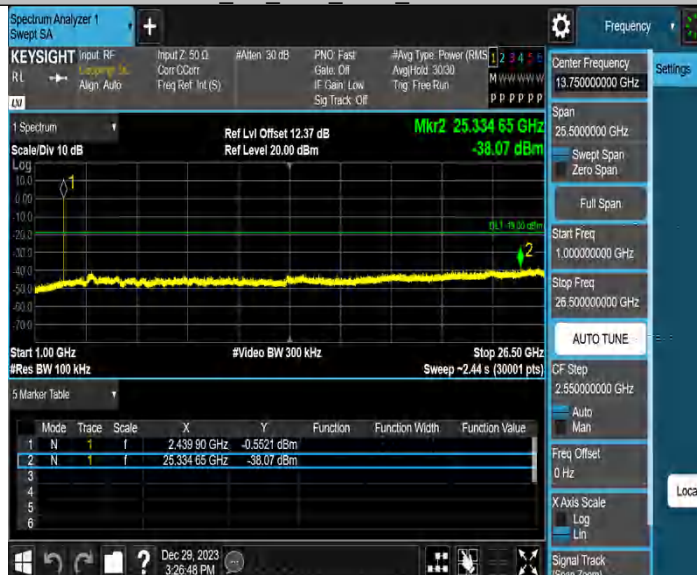 Spectrum Analyzer 1
Swept SA
Frequency
KEYSIGHT
Input: RF
Input Z: 50 Ω
#Atten: 30 dB
PNO: Fast
#Avg Type: Power (RMS
1 2 3 4 5 6
RL
Align: Auto
Corr CCorr
Freq Ref: Int (S)
Gate: Off
IF Gain: Low
Sig Track: Off
Avg|Hold: 30/30
Trig: Free Run
M W W W W W
P P P P P P
LXI
1 Spectrum
Scale/Div 10 dB
Ref Lvl Offset 12.37 dB
Ref Level 20.00 dBm
Mkr2 25.334 65 GHz
-38.07 dBm
Log
10.0
0.00
-10.0
-20.0
-30.0
-40.0
-50.0
-60.0
-70.0
1
2
Start 1.00 GHz
#Res BW 100 kHz
#Video BW 300 kHz
Stop 26.50 GHz
Sweep ~2.44 s (30001 pts)
5 Marker Table
Mode Trace Scale X Y Function Function Width Function Value
1 N 1 f 2.439 90 GHz -0.5521 dBm
2 N 1 f 25.334 65 GHz -38.07 dBm
3
4
5
6
Dec 29, 2023
3:26:48 PM
?
Center Frequency
13.750000000 GHz
Settings
Span
25.5000000 GHz
Swept Span
Zero Span
Full Span
Start Freq
1.000000000 GHz
Stop Freq
26.500000000 GHz
AUTO TUNE
CF Step
2.550000000 GHz
Auto
Man
Freq Offset
0 Hz
X Axis Scale
Log
Lin
Loca
Signal Track
(Span Zoom)